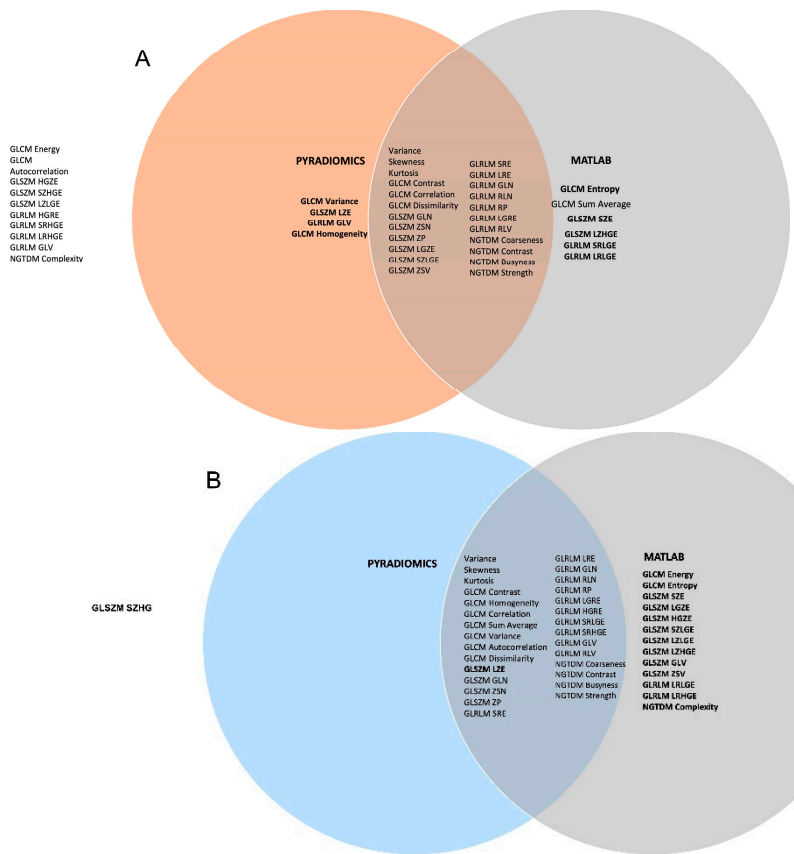 A
GLCM Energy
GLCM
Autocorrelation
GLSZM HGZE
GLSZM SZHGE
GLSZM LZLGE
GLRLM HGRE
GLRLM SRHGE
GLRLM LRHGE
GLRLM GLV
NGTDM Complexity
PYRADIOMICS
GLCM Variance
GLSZM LZE
GLRLM GLV
GLCM Homogeneity
Variance
Skewness
Kurtosis
GLCM Contrast
GLCM Correlation
GLCM Dissimilarity
GLSZM GLN
GLSZM ZSN
GLSZM ZP
GLSZM LGZE
GLSZM SZLGE
GLSZM ZSV
GLRLM SRE
GLRLM LRE
GLRLM GLN
GLRLM RLN
GLRLM RP
GLRLM LGRE
GLRLM RLV
NGTDM Coarseness
NGTDM Contrast
NGTDM Busyness
NGTDM Strength
MATLAB
GLCM Entropy
GLCM Sum Average
GLSZM SZE
GLSZM LZHGE
GLRLM SRLGE
GLRLM LRLGE
B
GLSZM SZHG
PYRADIOMICS
Variance
Skewness
Kurtosis
GLCM Contrast
GLCM Homogeneity
GLCM Correlation
GLCM Sum Average
GLCM Variance
GLCM Autocorrelation
GLCM Dissimilarity
GLSZM LZE
GLSZM GLN
GLSZM ZSN
GLSZM ZP
GLRLM SRE
GLRLM LRE
GLRLM GLN
GLRLM RLN
GLRLM RP
GLRLM LGRE
GLRLM HGRE
GLRLM SRLGE
GLRLM SRHGE
GLRLM GLV
GLRLM RLV
NGTDM Coarseness
NGTDM Contrast
NGTDM Busyness
NGTDM Strength
MATLAB
GLCM Energy
GLCM Entropy
GLSZM SZE
GLSZM LGZE
GLSZM HGZE
GLSZM SZLGE
GLSZM LZLGE
GLSZM LZHGE
GLSZM GLV
GLSZM ZSV
GLRLM LRLGE
GLRLM LRHGE
NGTDM Complexity